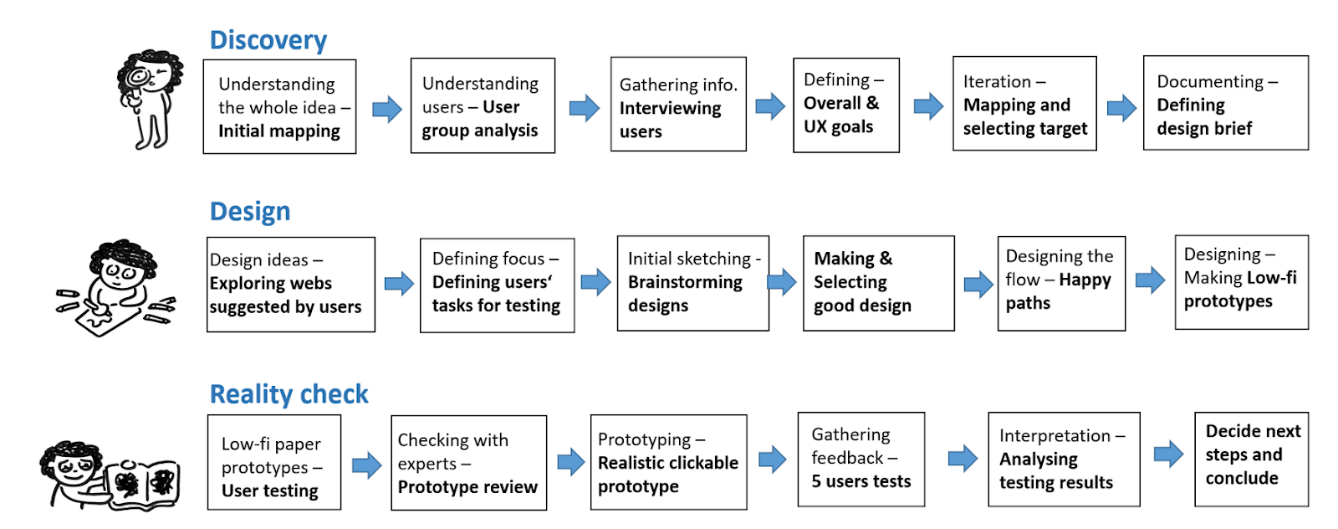 Discovery
Understanding
the whole idea –
Initial mapping
Understanding
users – User
group analysis
Gathering info.
Interviewing
users
Defining –
Overall &
UX goals
Iteration –
Mapping and
selecting target
Documenting –
Defining
design brief
Design
Design ideas –
Exploring webs
suggested by users
Defining focus –
Defining users‘
tasks for testing
Initial sketching -
Brainstorming
designs
Making &
Selecting
good design
Designing the
flow – Happy
paths
Designing –
Making Low-fi
prototypes
Reality check
Low-fi paper
prototypes –
User testing
Checking with
experts –
Prototype review
Prototyping –
Realistic clickable
prototype
Gathering
feedback –
5 users tests
Interpretation –
Analysing
testing results
Decide next
steps and
conclude